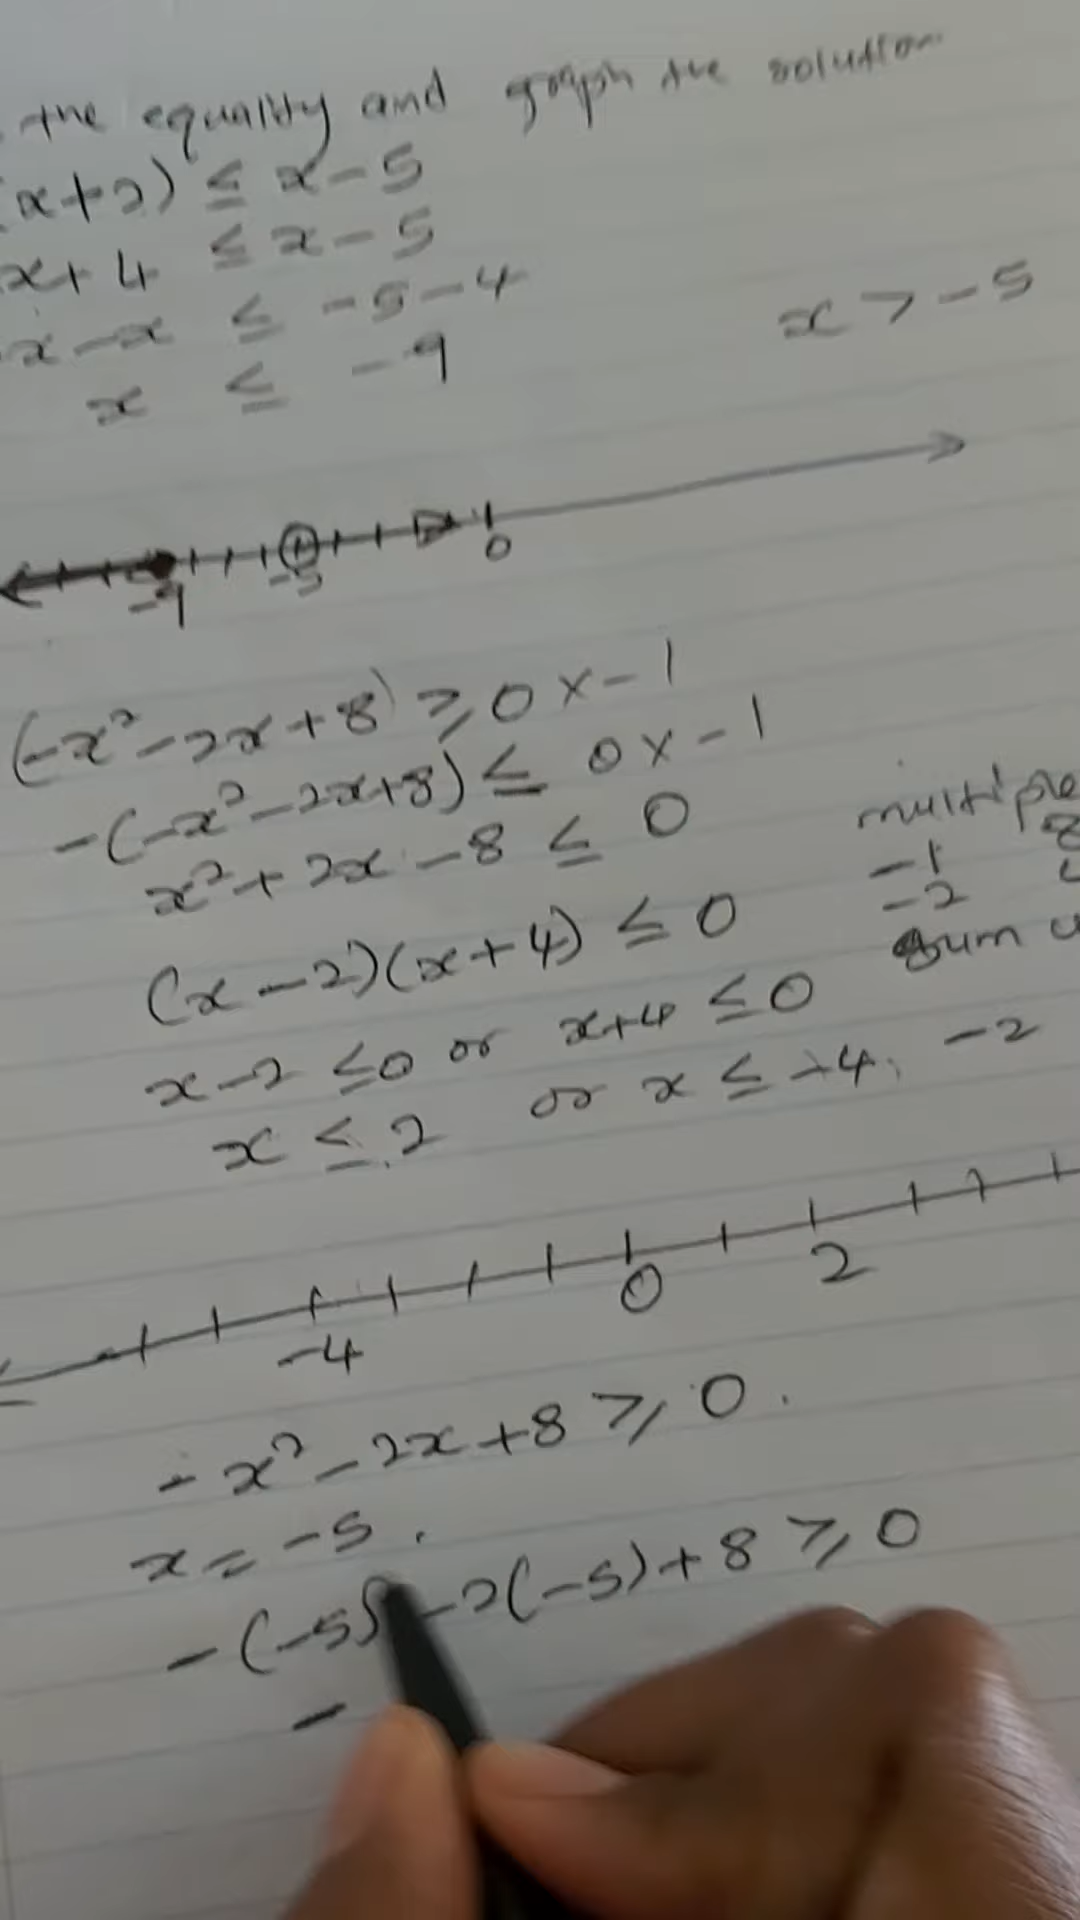 the equality and graph the solution
(x+2) ≤ x-5
x+4 ≤ x-5
x-x ≤ -5-4
x ≤ -9
x > -5
-9 -5 0
(-x²-2x+8) ≥ 0 x-1
-(-x²-2x+8) ≤ 0x-1
x²+2x-8 ≤ 0
(x-2)(x+4) ≤ 0
x-2 ≤0 or x+4 ≤0
x ≤ 2 or x ≤ -4
-1
-2
sum
-2
-4 0 2
-x²-2x+8 ≥ 0.
x = -5.
-(-5) -2(-5)+8 ≥ 0
-